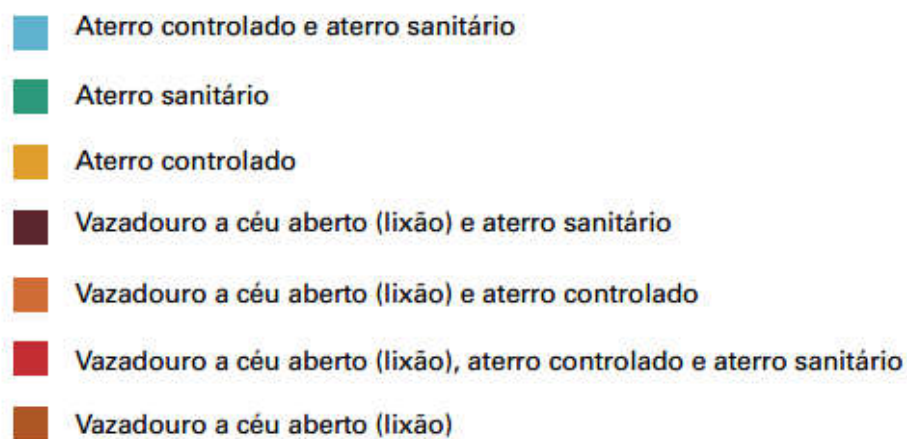 Aterro controlado e aterro sanitário
Aterro sanitário
Aterro controlado
Vazadouro a céu aberto (lixão) e aterro sanitário
Vazadouro a céu aberto (lixão) e aterro controlado
Vazadouro a céu aberto (lixão), aterro controlado e aterro sanitário
Vazadouro a céu aberto (lixão)